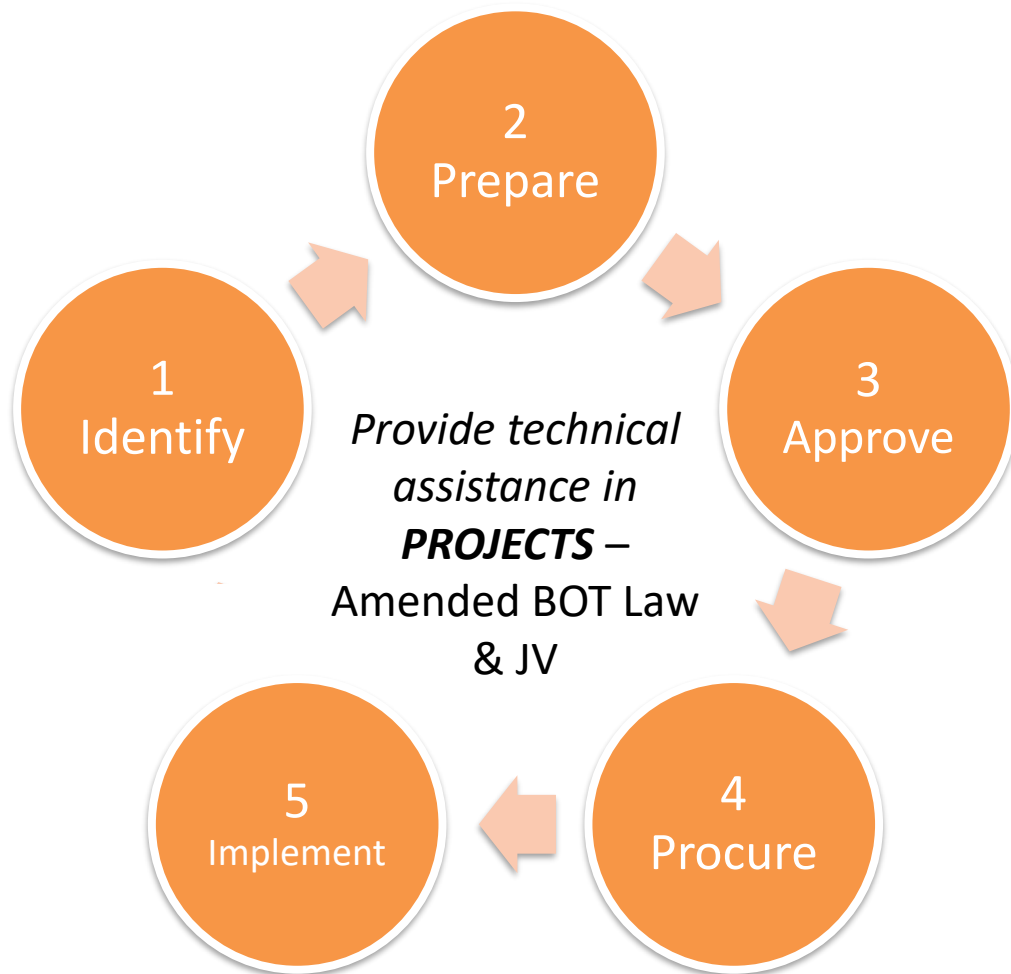 1
Identify
2
Prepare
3
Approve
4
Procure
5
Implement
Provide technical
assistance in
PROJECTS –
Amended BOT Law
& JV